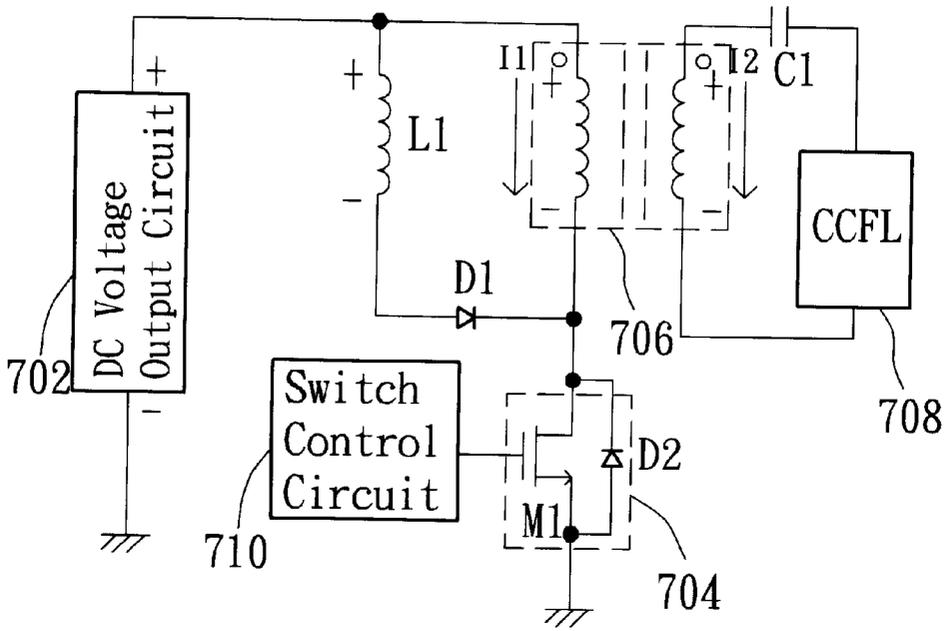 I1
I2
C1
+
+
+
+
L1
DC Voltage
Output Circuit
−
−
−
CCFL
D1
702
706
708
−
Switch
Control
Circuit
D2
M1
710
704